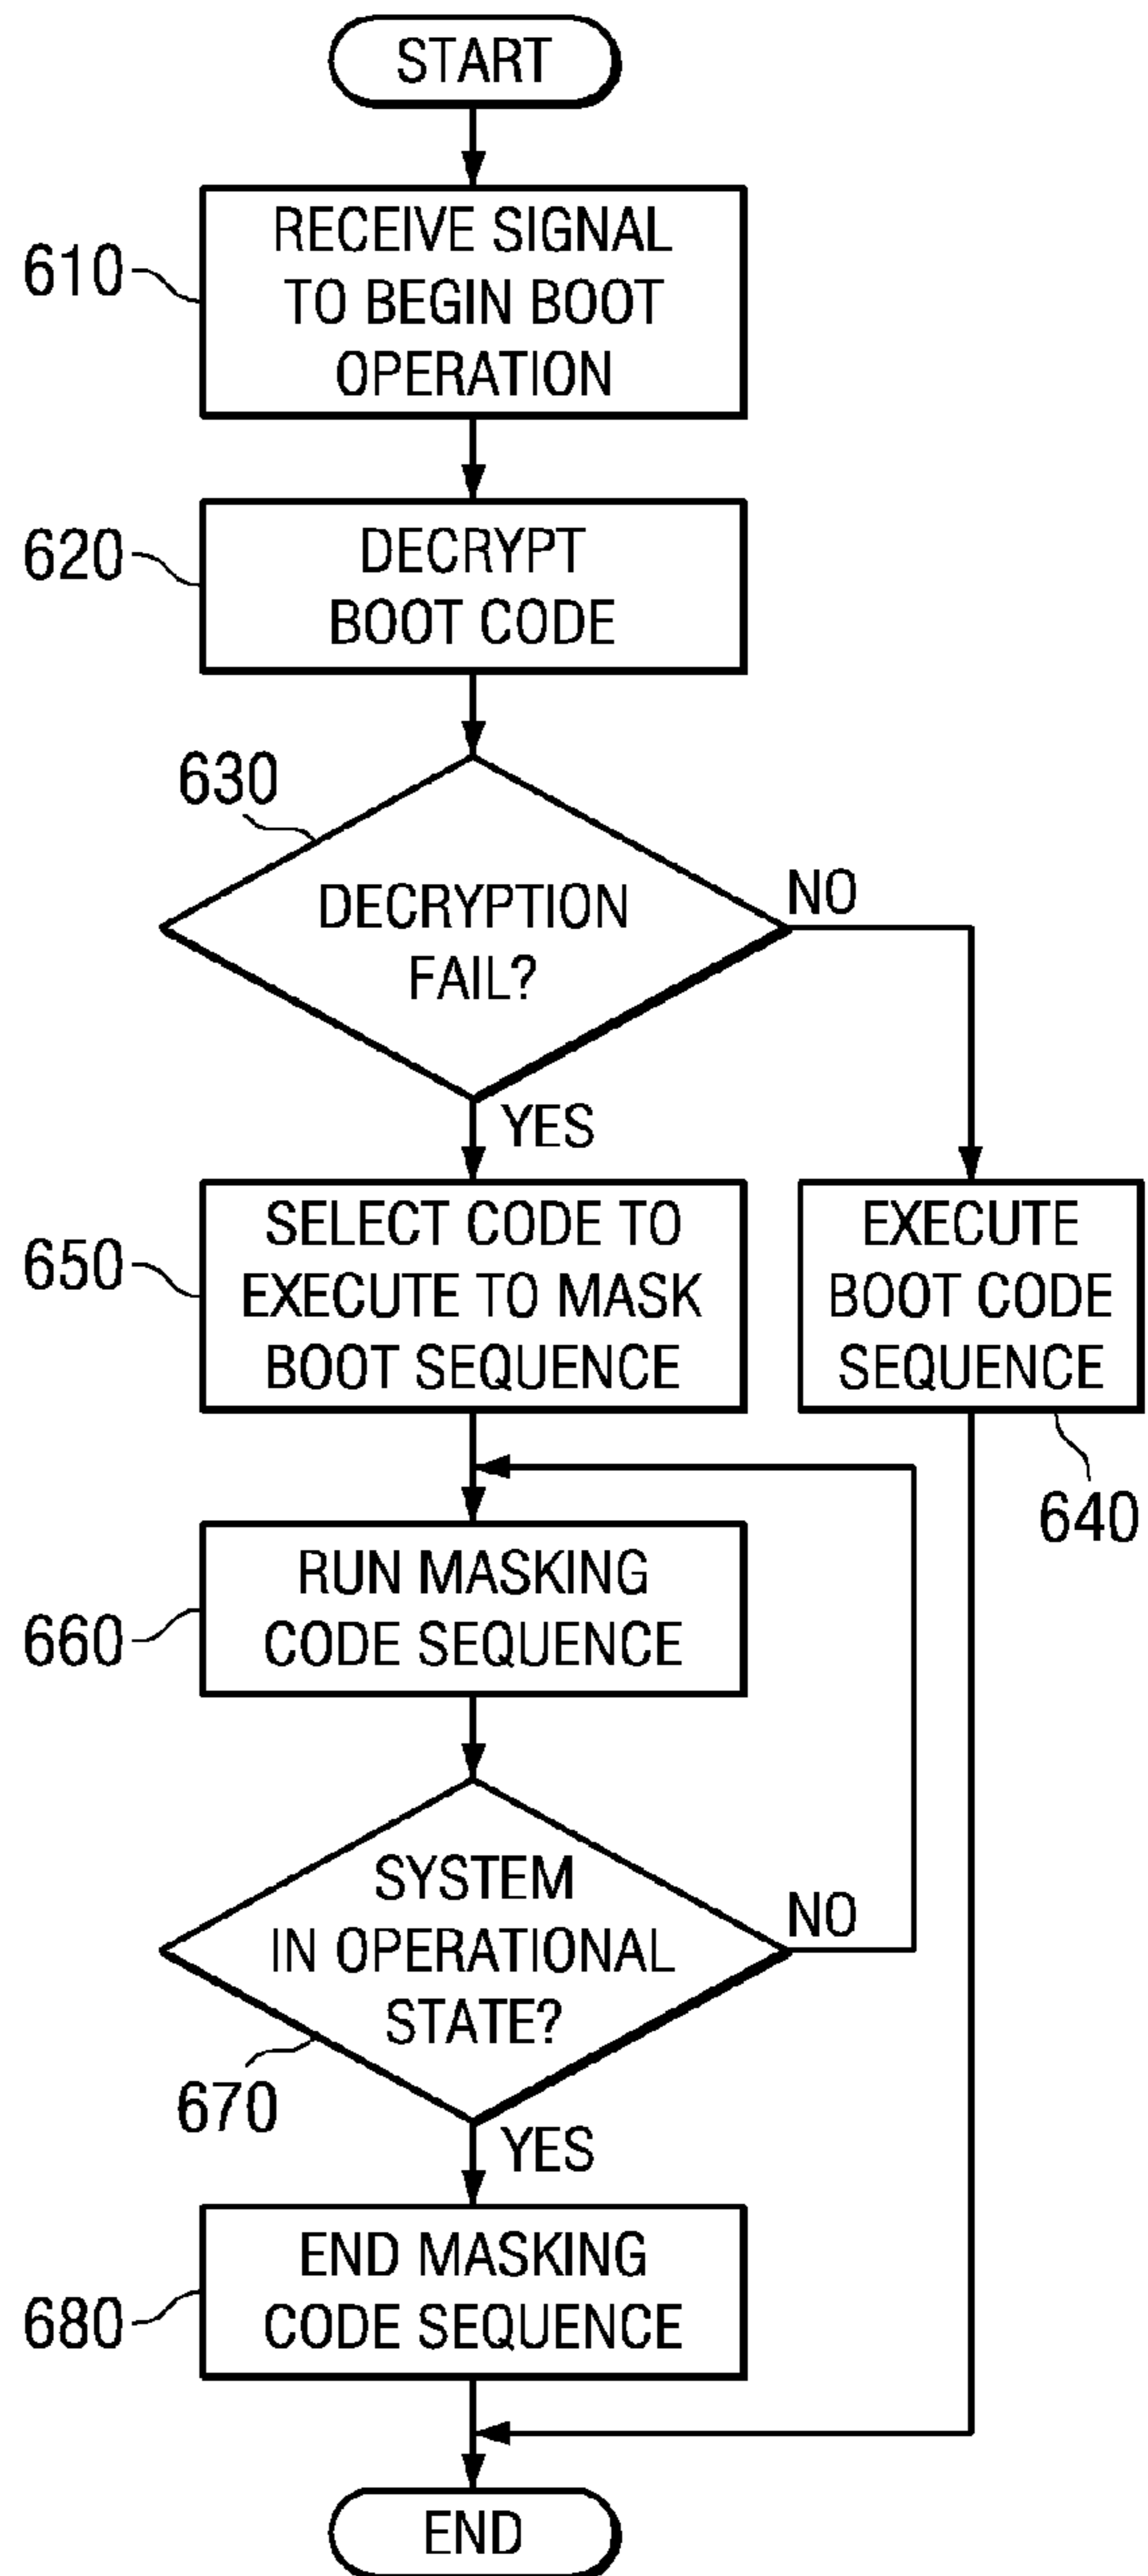 START
610
RECEIVE SIGNAL
TO BEGIN BOOT
OPERATION
620
DECRYPT
BOOT CODE
630
DECRYPTION
FAIL?
NO
YES
650
SELECT CODE TO
EXECUTE TO MASK
BOOT SEQUENCE
EXECUTE
BOOT CODE
SEQUENCE
640
660
RUN MASKING
CODE SEQUENCE
SYSTEM
IN OPERATIONAL
STATE?
NO
670
YES
680
END MASKING
CODE SEQUENCE
END